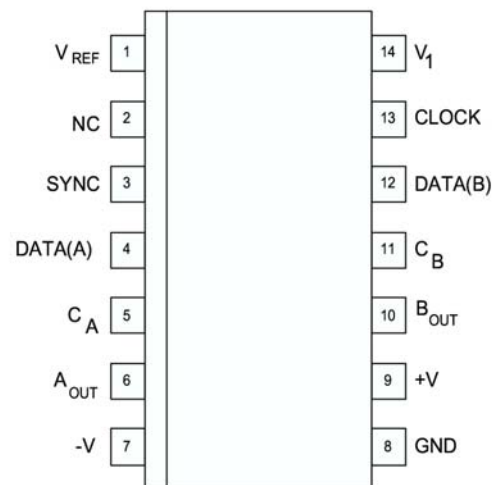 V REF 1
NC 2
SYNC 3
DATA(A) 4
C A 5
A OUT 6
-V 7
14 V 1
13 CLOCK
12 DATA(B)
11 C B
10 B OUT
9 +V
8 GND